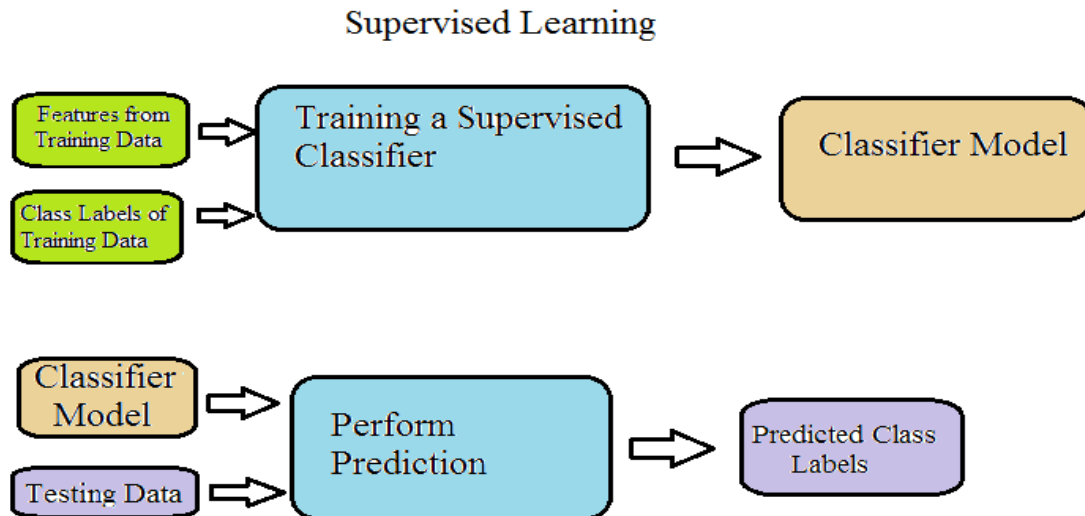 Supervised Learning
Features from
Training Data
Training a Supervised
Classifier
Classifier Model
Class Labels of
Training Data
Classifier
Model
Perform
Prediction
Predicted Class
Labels
Testing Data